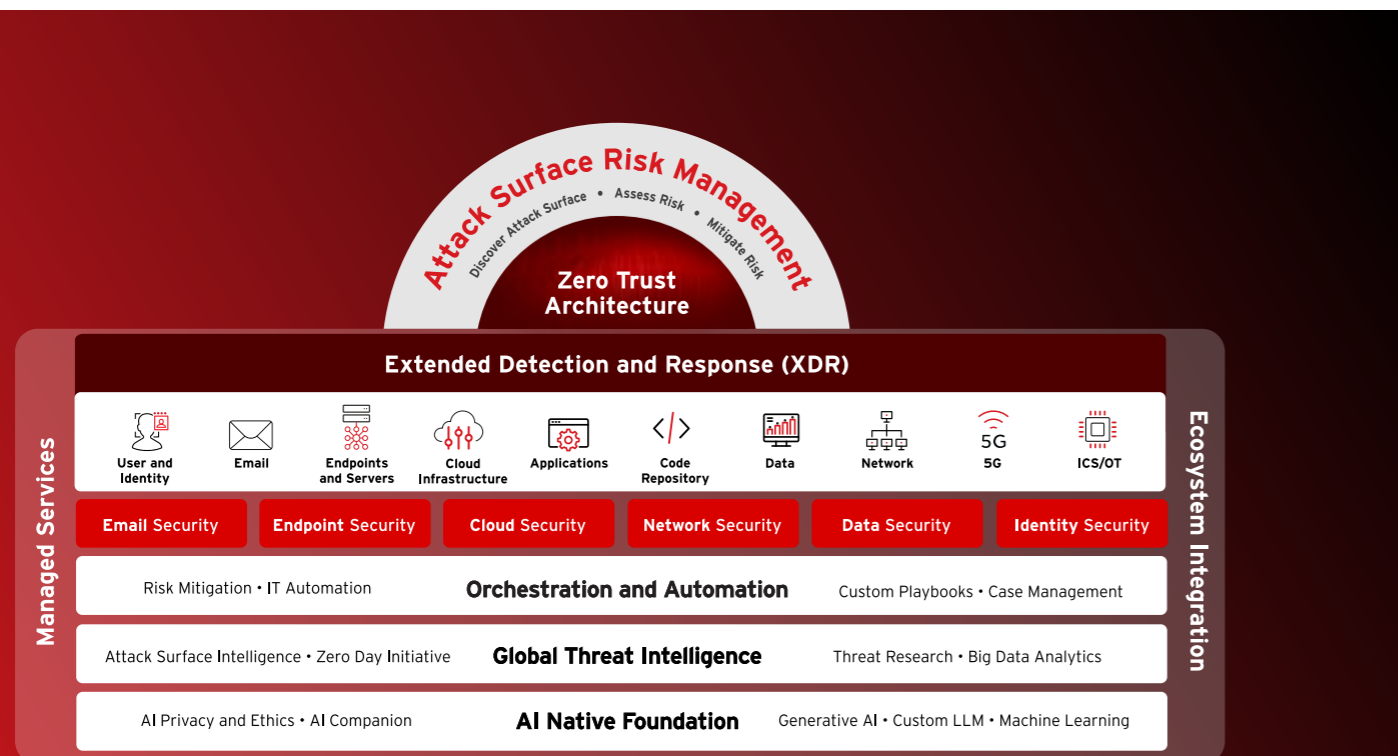 Attack Surface Risk Management
Discover Attack Surface • Assess Risk • Mitigate Risk
Zero Trust
Architecture
Managed Services
Extended Detection and Response (XDR)
User and
Identity
Email
Endpoints
and Servers
Cloud
Infrastructure
Applications
Code
Repository
Data
Network
5G
5G
ICS/OT
Email Security
Endpoint Security
Cloud Security
Network Security
Data Security
Identity Security
Risk Mitigation • IT Automation
Orchestration and Automation
Custom Playbooks • Case Management
Attack Surface Intelligence • Zero Day Initiative
Global Threat Intelligence
Threat Research • Big Data Analytics
AI Privacy and Ethics • AI Companion
AI Native Foundation
Generative AI • Custom LLM • Machine Learning
Ecosystem Integration